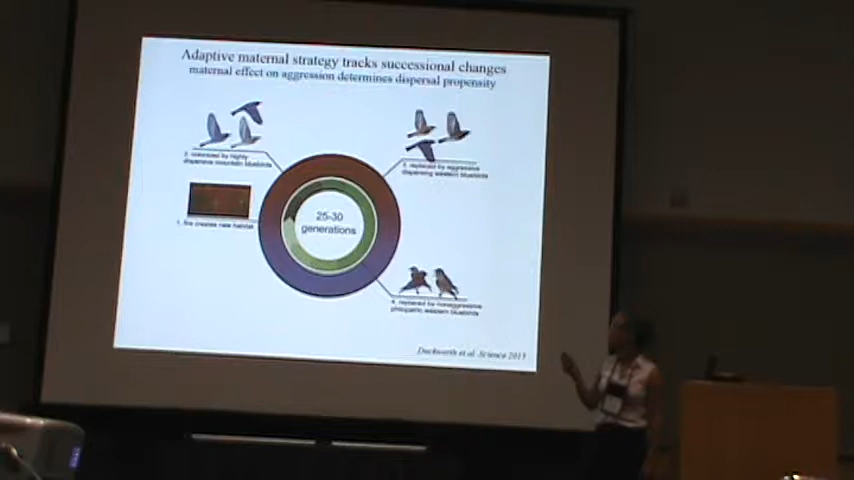 Adaptive maternal strategy tracks successional changes
maternal effect on aggression determines dispersal propensity
2. colonized by highly
dispersive mountain bluebirds
3. replaced by aggressive
dispersing western bluebirds
1. fire creates new habitat
25-30
generations
4. replaced by nonaggressive
philopatric western bluebirds
Duckworth et al. Science 2015